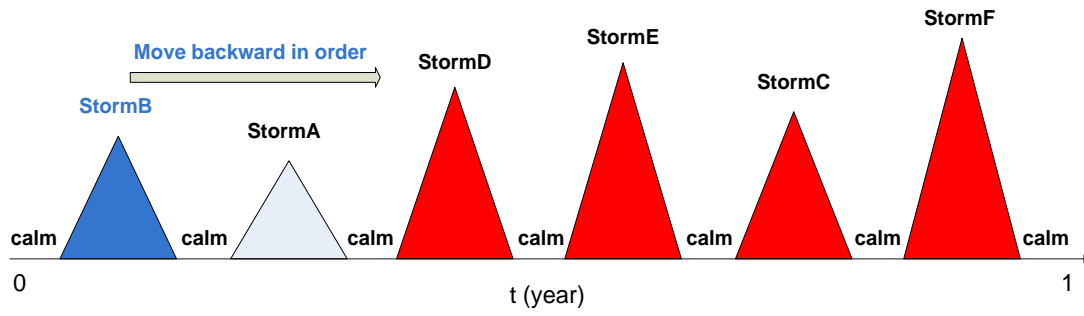 StormF
StormE
Move backward in order
StormD
StormC
StormB
StormA
calm
calm
calm
calm
calm
calm
calm
0
1
t (year)